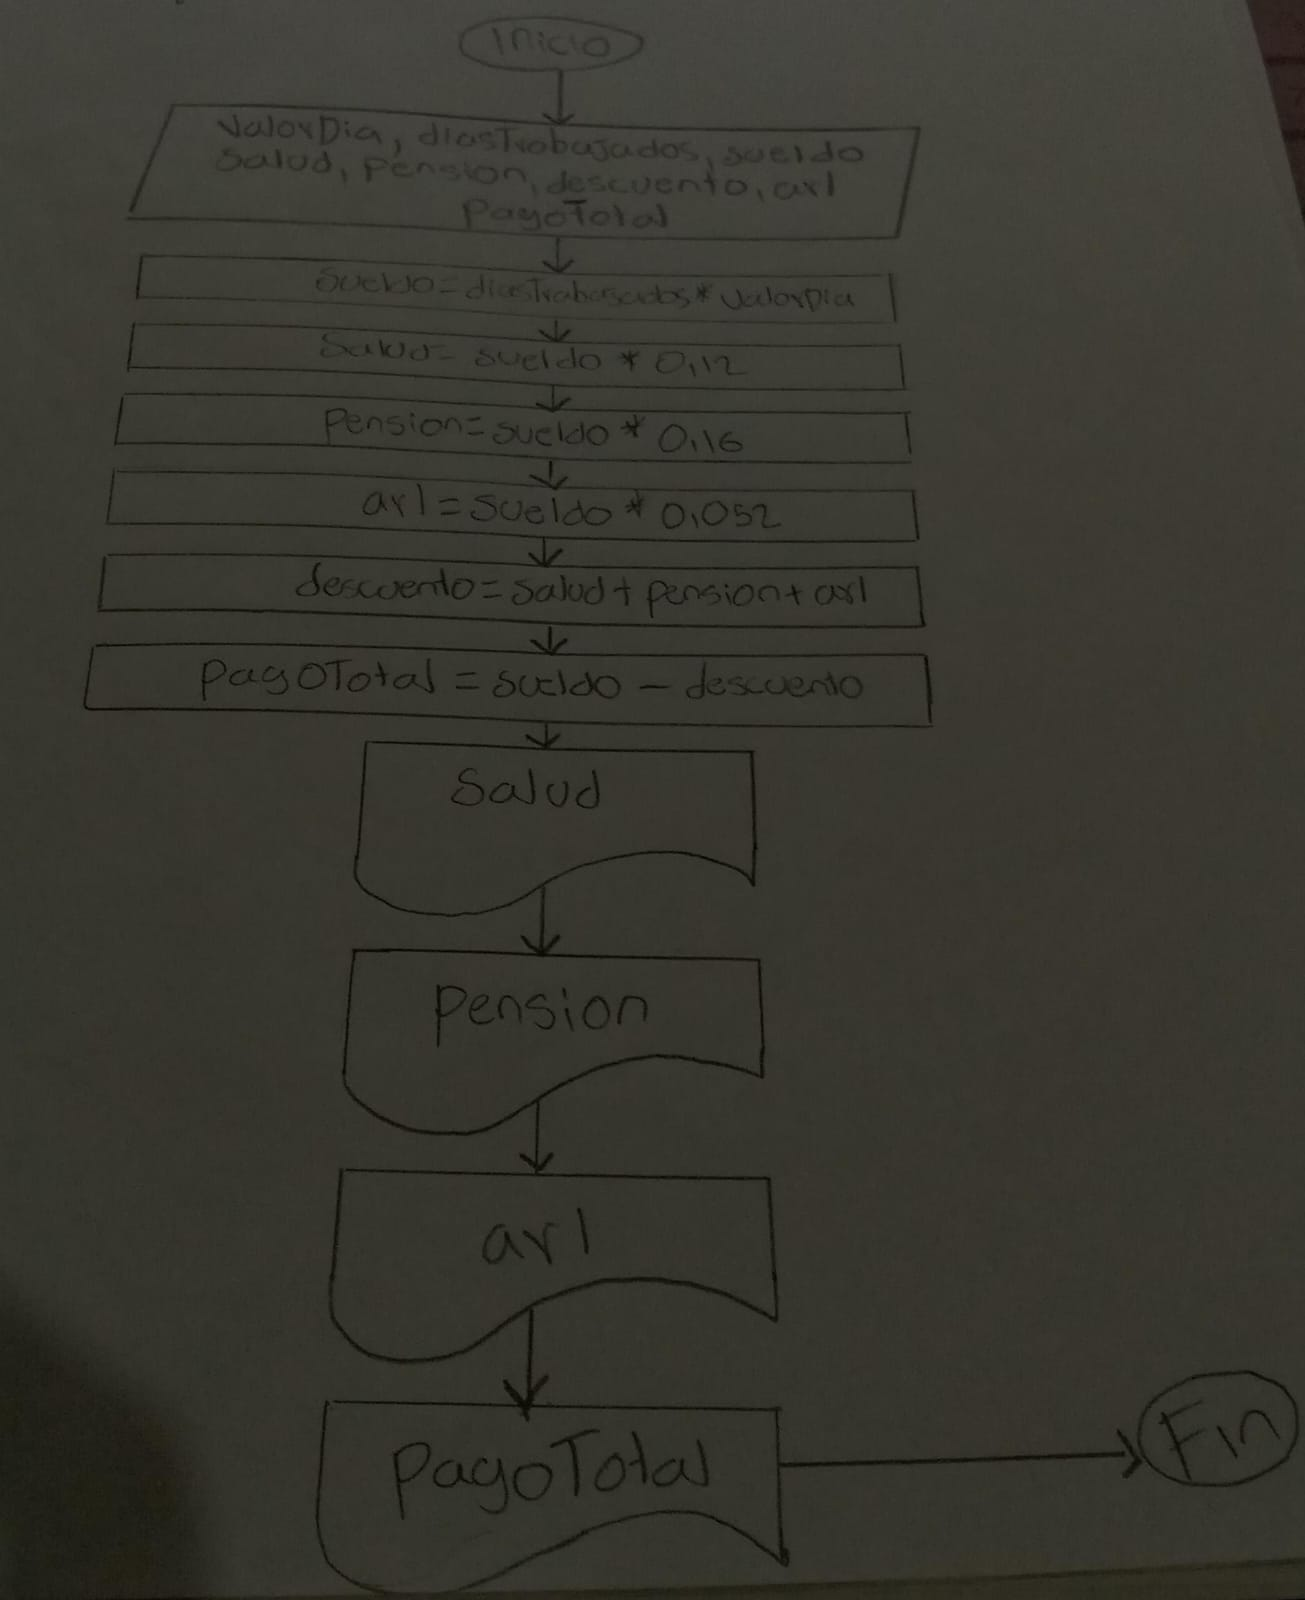 Inicio
ValorDia, diasTrabajados, sueldo
Salud, Pension, descuento, arl
PagoTotal
Sueldo=diasTrabajados * ValorDia
Salud= sueldo * 0,12
Pension= sueldo * 0,16
arl = sueldo * 0,052
descuento = salud + pension + arl
PagoTotal = sueldo - descuento
Salud
Pension
arl
PagoTotal
Fin